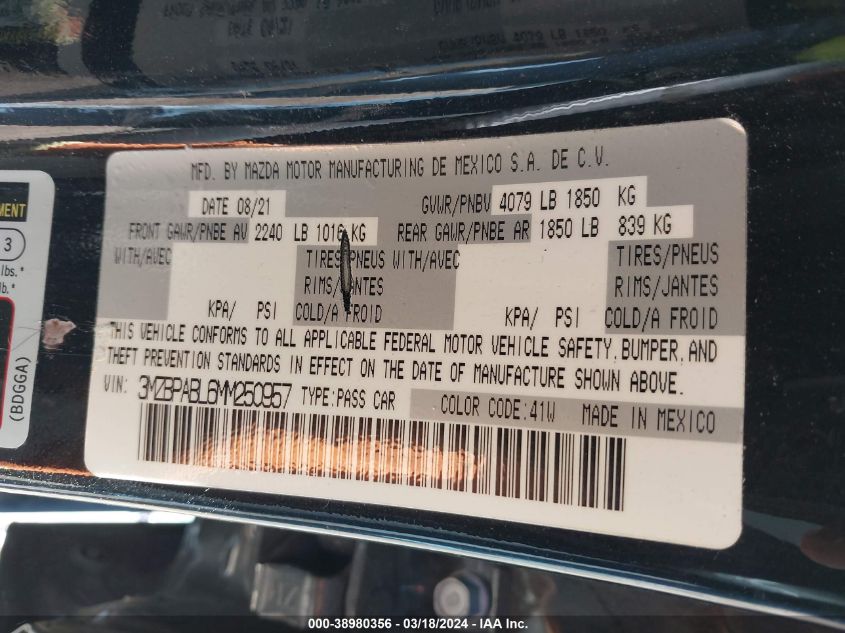 MFD. BY MAZDA MOTOR MANUFACTURING DE MEXICO S.A. DE C.V.
DATE 08/21 GVWR/PNBV 4079 LB 1850 KG
FRONT GAWR/PNBE AV 2240 LB 1016 KG REAR GAWR/PNBE AR 1850 LB 839 KG
WITH/AVEC TIRES/PNEUS WITH/AVEC TIRES/PNEUS
RIMS/JANTES RIMS/JANTES
KPA/ PSI COLD/A FROID KPA/ PSI COLD/A FROID
THIS VEHICLE CONFORMS TO ALL APPLICABLE FEDERAL MOTOR VEHICLE SAFETY, BUMPER, AND
THEFT PREVENTION STANDARDS IN EFFECT ON THE DATE OF MANUFACTURE SHOWN ABOVE.
VIN: 3MZBPABL6MM250957 TYPE:PASS CAR COLOR CODE:41W MADE IN MEXICO
3
lbs.*
lb.*
(BDGGA)
000-38980356 - 03/18/2024 - IAA Inc.